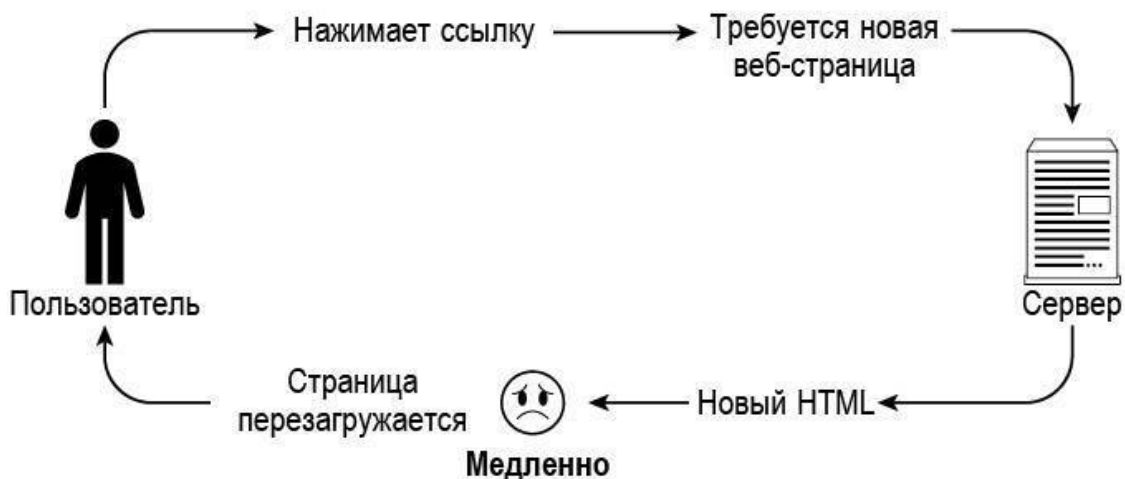 Нажимает ссылку
Требуется новая
веб-страница
Пользователь
Сервер
Страница
перезагружается
Новый HTML
Медленно